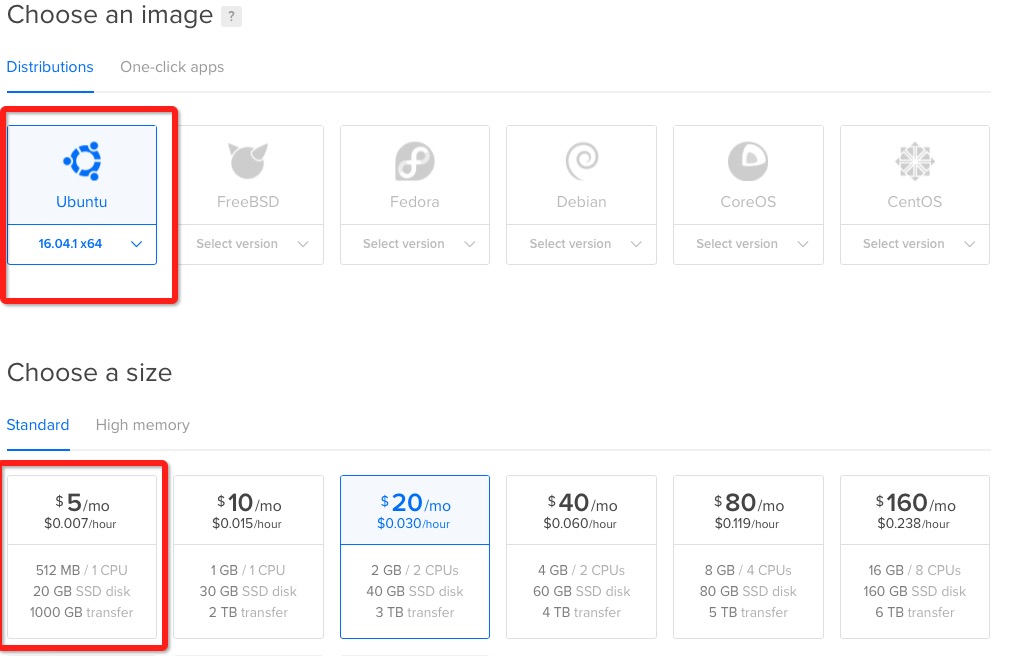 Choose an image ?
Distributions One-click apps
Ubuntu FreeBSD Fedora Debian CoreOS CentOS
16.04.1 x64 Select version Select version Select version Select version Select version
Choose a size
Standard High memory
$5/mo $10/mo $20/mo $40/mo $80/mo $160/mo
$0.007/hour $0.015/hour $0.030/hour $0.060/hour $0.119/hour $0.238/hour
512 MB / 1 CPU 1 GB / 1 CPU 2 GB / 2 CPUs 4 GB / 2 CPUs 8 GB / 4 CPUs 16 GB / 8 CPUs
20 GB SSD disk 30 GB SSD disk 40 GB SSD disk 60 GB SSD disk 80 GB SSD disk 160 GB SSD disk
1000 GB transfer 2 TB transfer 3 TB transfer 4 TB transfer 5 TB transfer 6 TB transfer